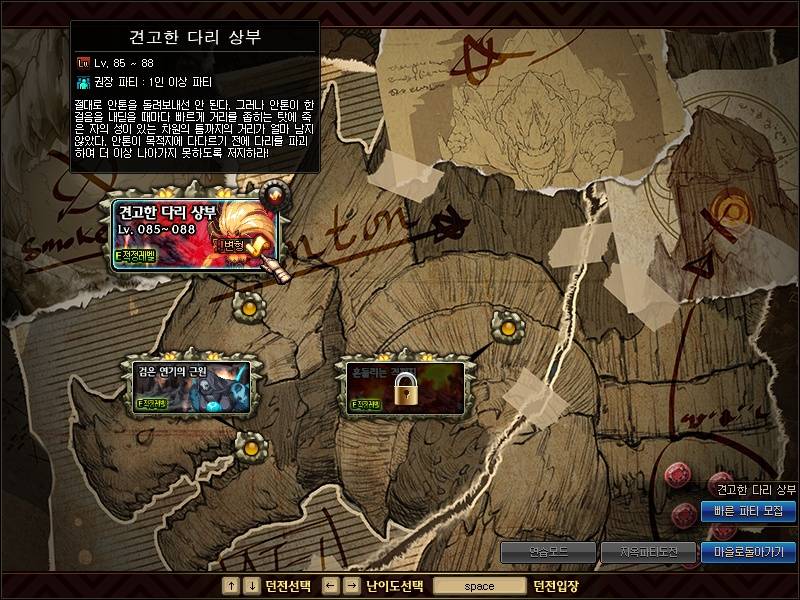 견고한 다리 상부
Lv. 85 ~ 88
권장 파티 : 1인 이상 파티
절대로 안톤을 돌려보내선 안 된다. 그러나 안톤이 한
걸음을 내딛을 때마다 빠르게 거리를 좁히는 탓에 죽
은 자의 성이 있는 차원의 틈까지의 거리가 얼마 남지
않았다. 안톤이 목적지에 다다르기 전에 다리를 파괴
하여 더 이상 나아가지 못하도록 저지하라!
견고한 다리 상부
Lv. 085~088
변형
E적정레벨
smoke
anton
검은 연기의 근원
E적정레벨
흔들리는
E적정레벨
견고한 다리 상부
빠른 파티 모집
연습모드
지옥파티도전
마을로돌아가기
↑ ↓ 던전선택 ← → 난이도선택 space 던전입장